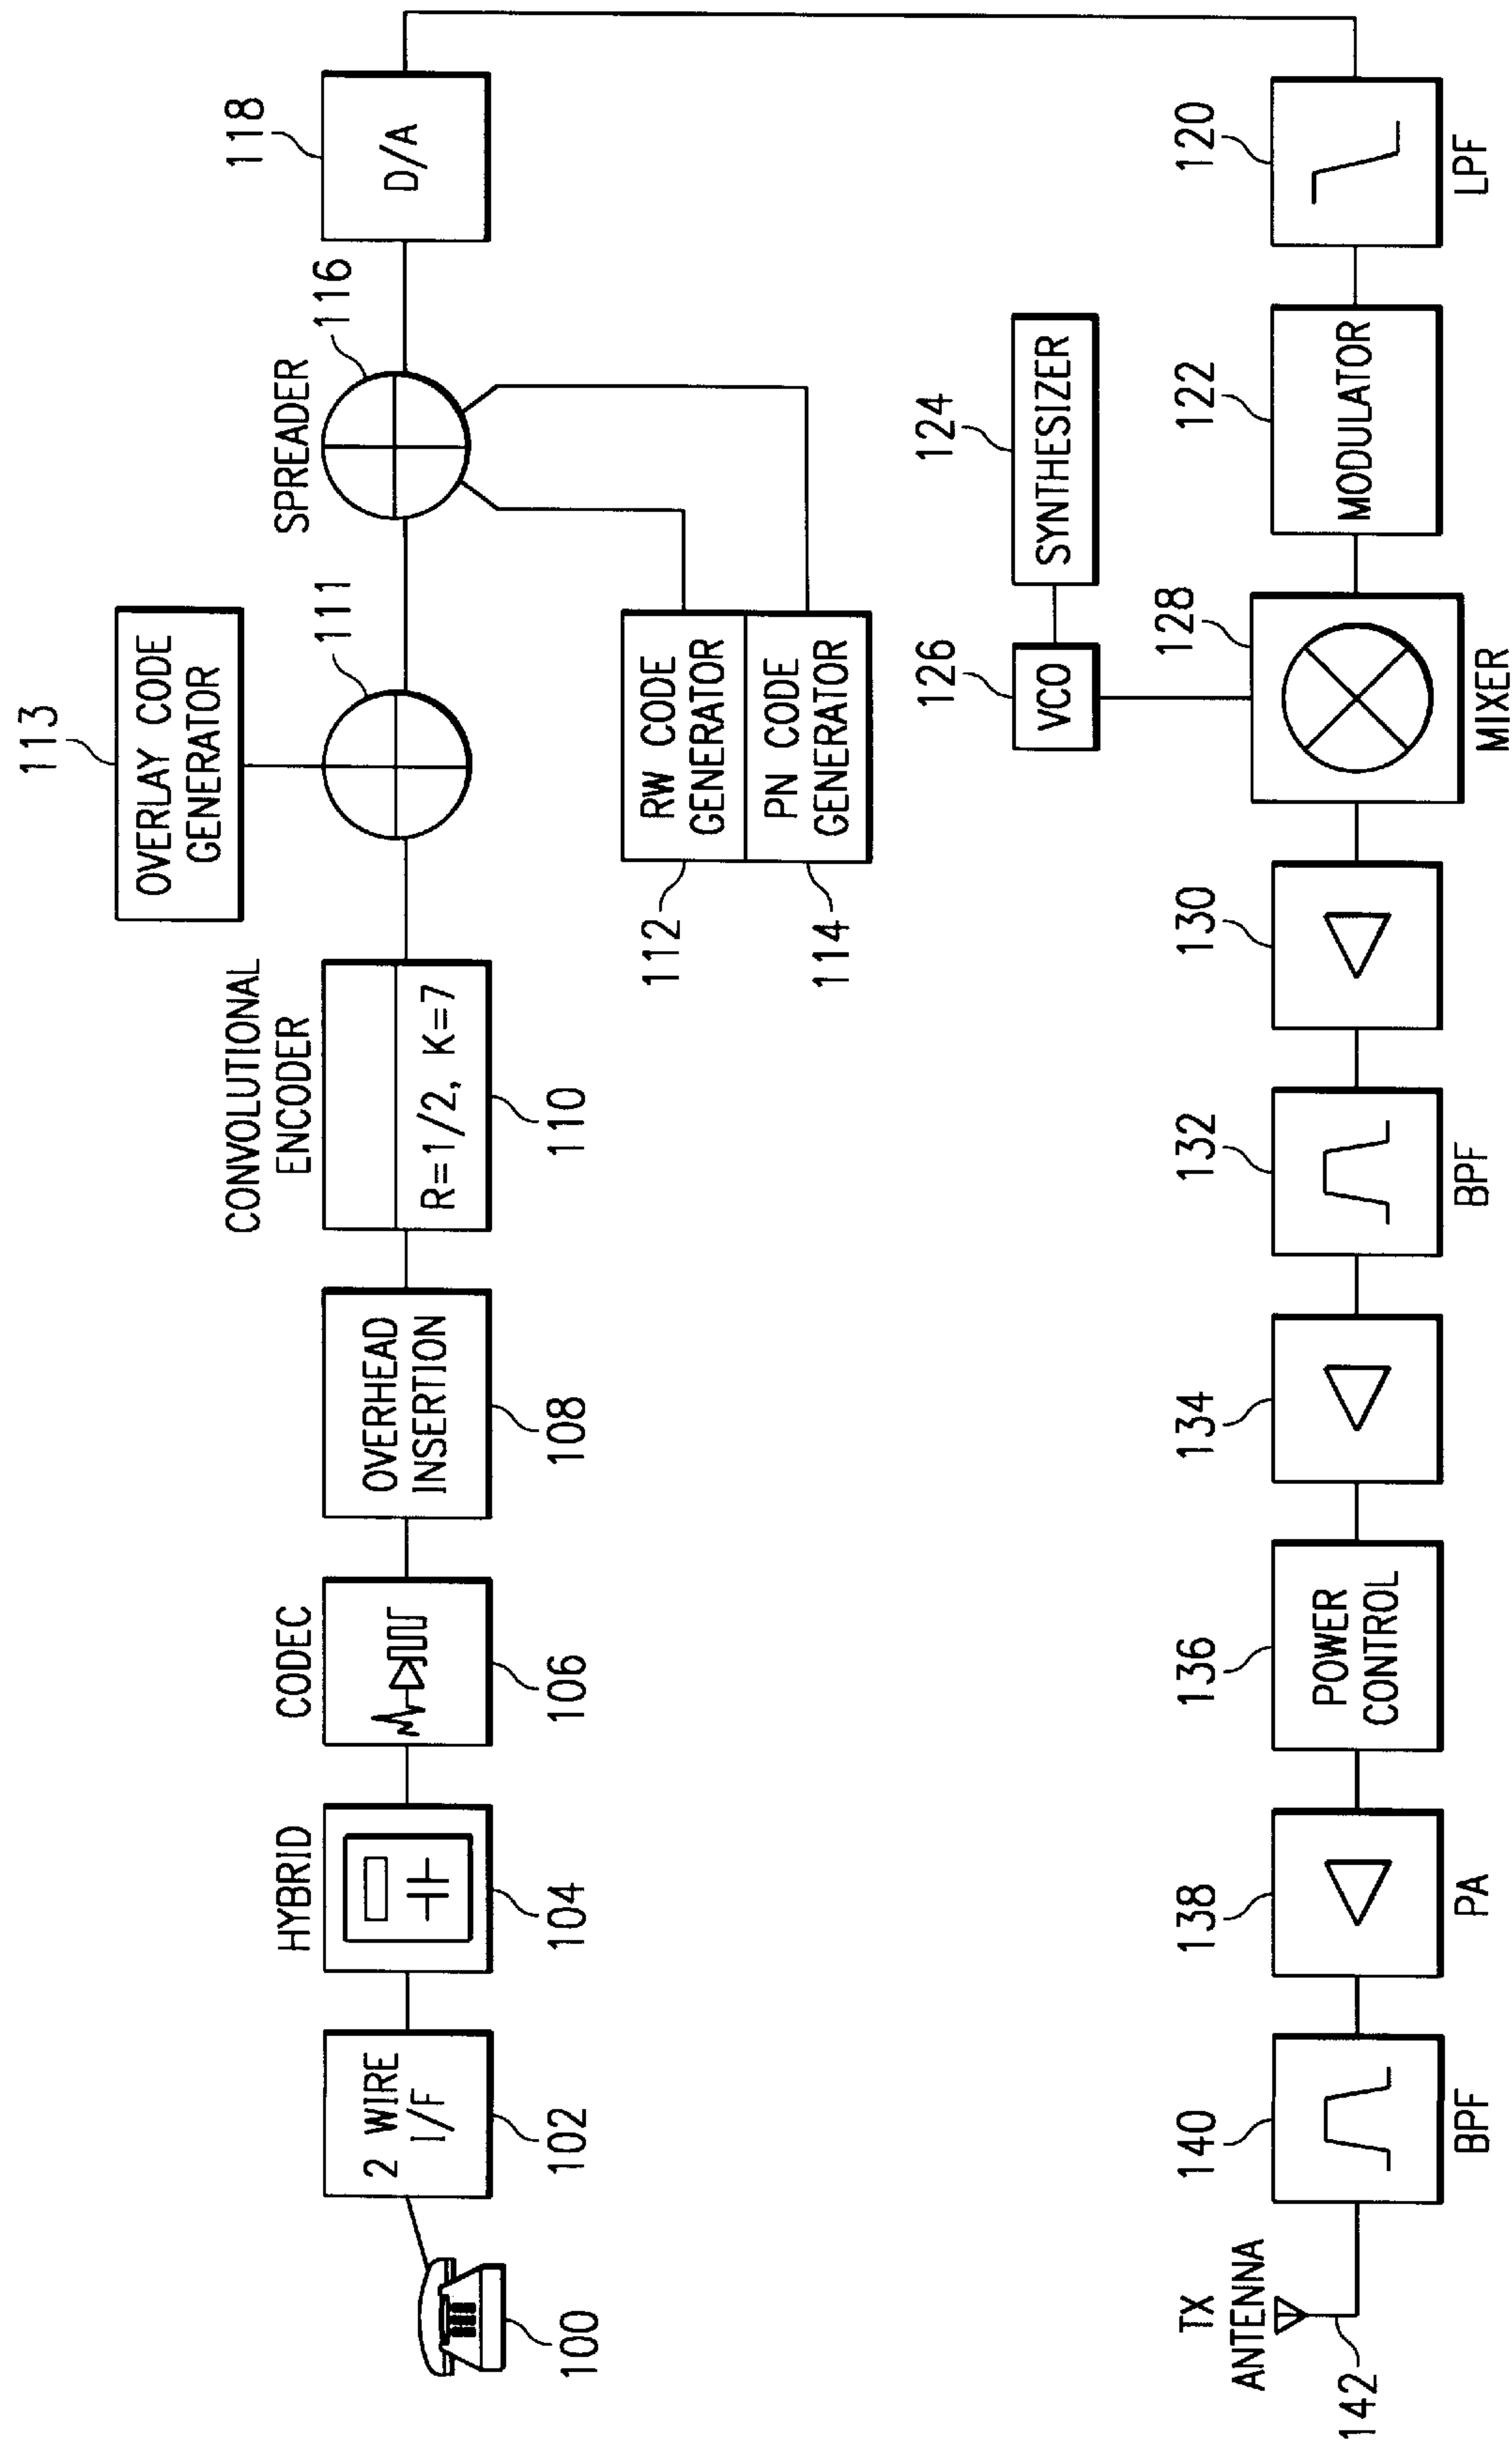 113
OVERLAY CODE
GENERATOR
111
SPREADER
116
118
D/A
CONVOLUTIONAL
ENCODER
R=1/2, K=7
110
OVERHEAD
INSERTION
108
CODEC
106
HYBRID
104
2 WIRE
I/F
102
100
RW CODE
GENERATOR
PN CODE
GENERATOR
112
114
124
SYNTHESIZER
126
VCO
TX
ANTENNA
142
140
BPF
138
PA
136
POWER
CONTROL
134
132
BPF
130
128
MIXER
122
MODULATOR
120
LPF